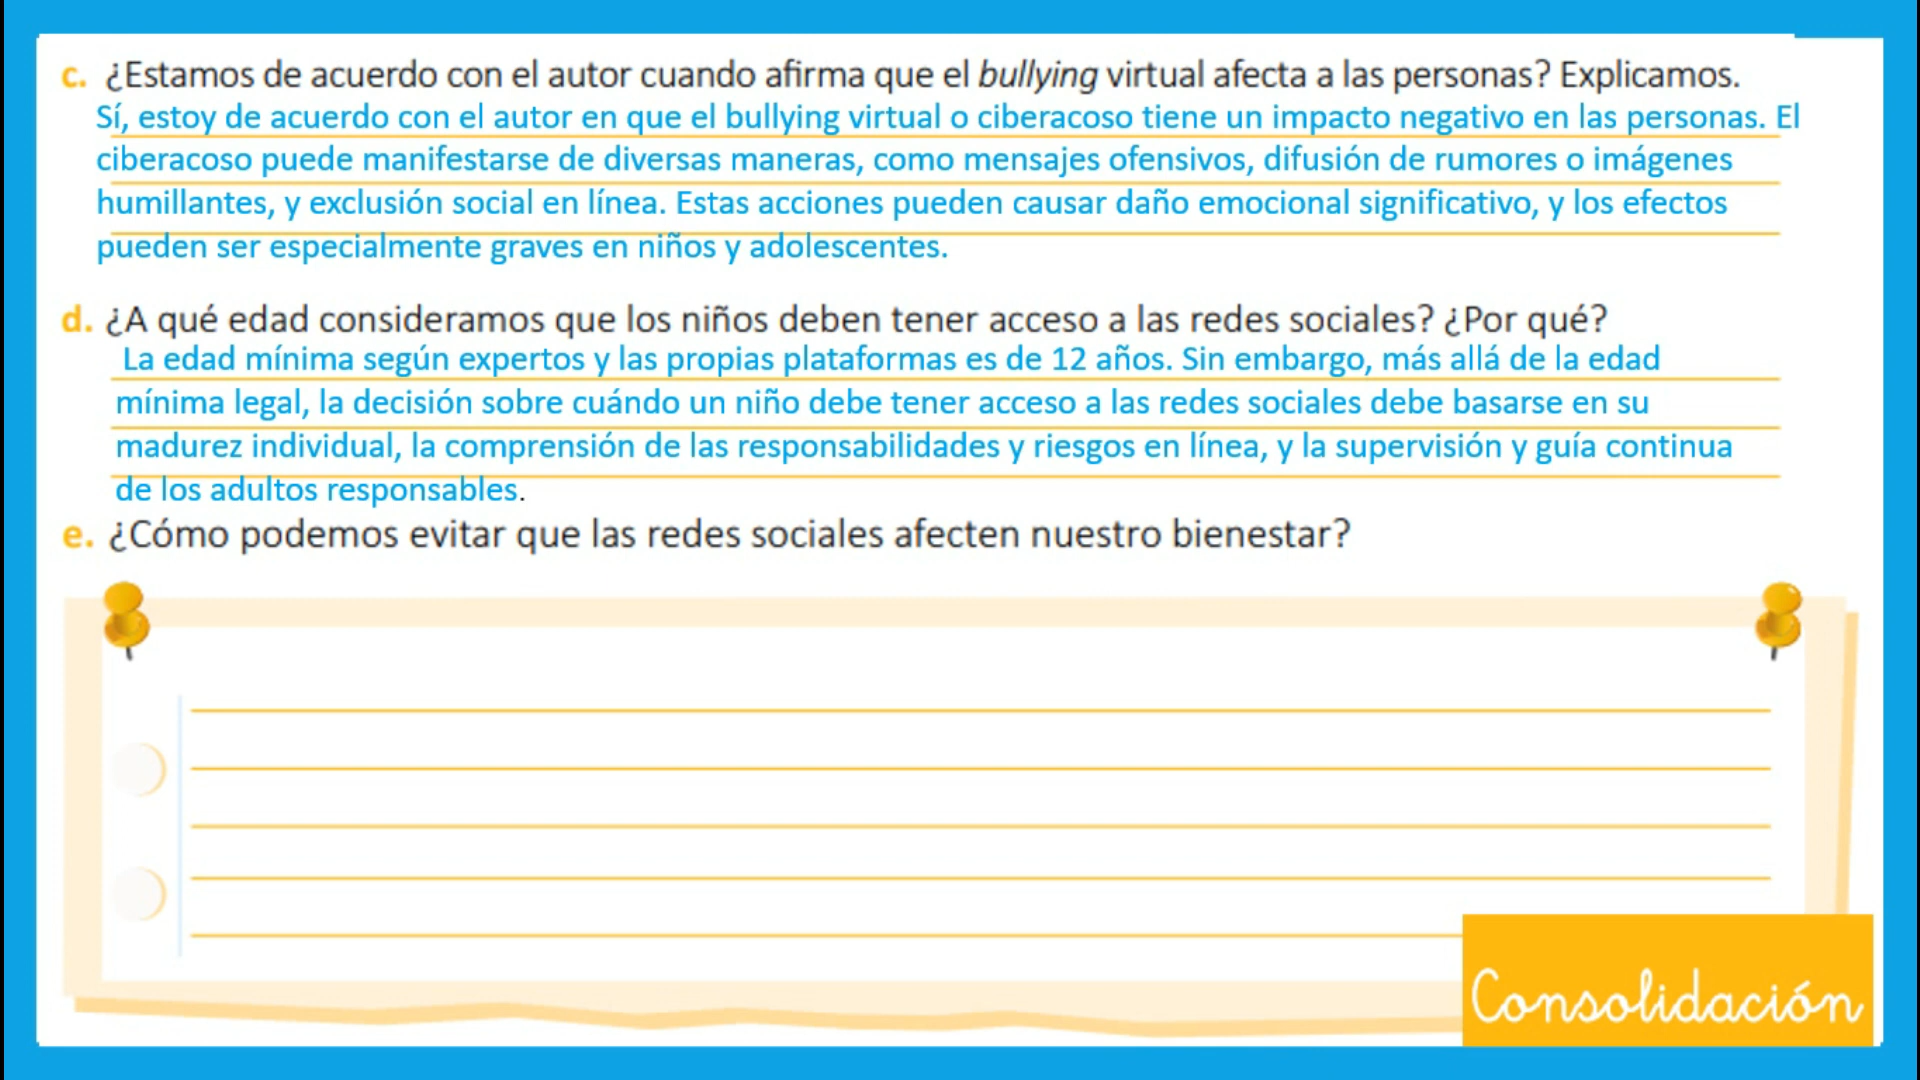 c. ¿Estamos de acuerdo con el autor cuando afirma que el bullying virtual afecta a las personas? Explicamos.
Sí, estoy de acuerdo con el autor en que el bullying virtual o ciberacoso tiene un impacto negativo en las personas. El
ciberacoso puede manifestarse de diversas maneras, como mensajes ofensivos, difusión de rumores o imágenes
humillantes, y exclusión social en línea. Estas acciones pueden causar daño emocional significativo, y los efectos
pueden ser especialmente graves en niños y adolescentes.
d. ¿A qué edad consideramos que los niños deben tener acceso a las redes sociales? ¿Por qué?
La edad mínima según expertos y las propias plataformas es de 12 años. Sin embargo, más allá de la edad
mínima legal, la decisión sobre cuándo un niño debe tener acceso a las redes sociales debe basarse en su
madurez individual, la comprensión de las responsabilidades y riesgos en línea, y la supervisión y guía continua
de los adultos responsables.
e. ¿Cómo podemos evitar que las redes sociales afecten nuestro bienestar?
Consolidación